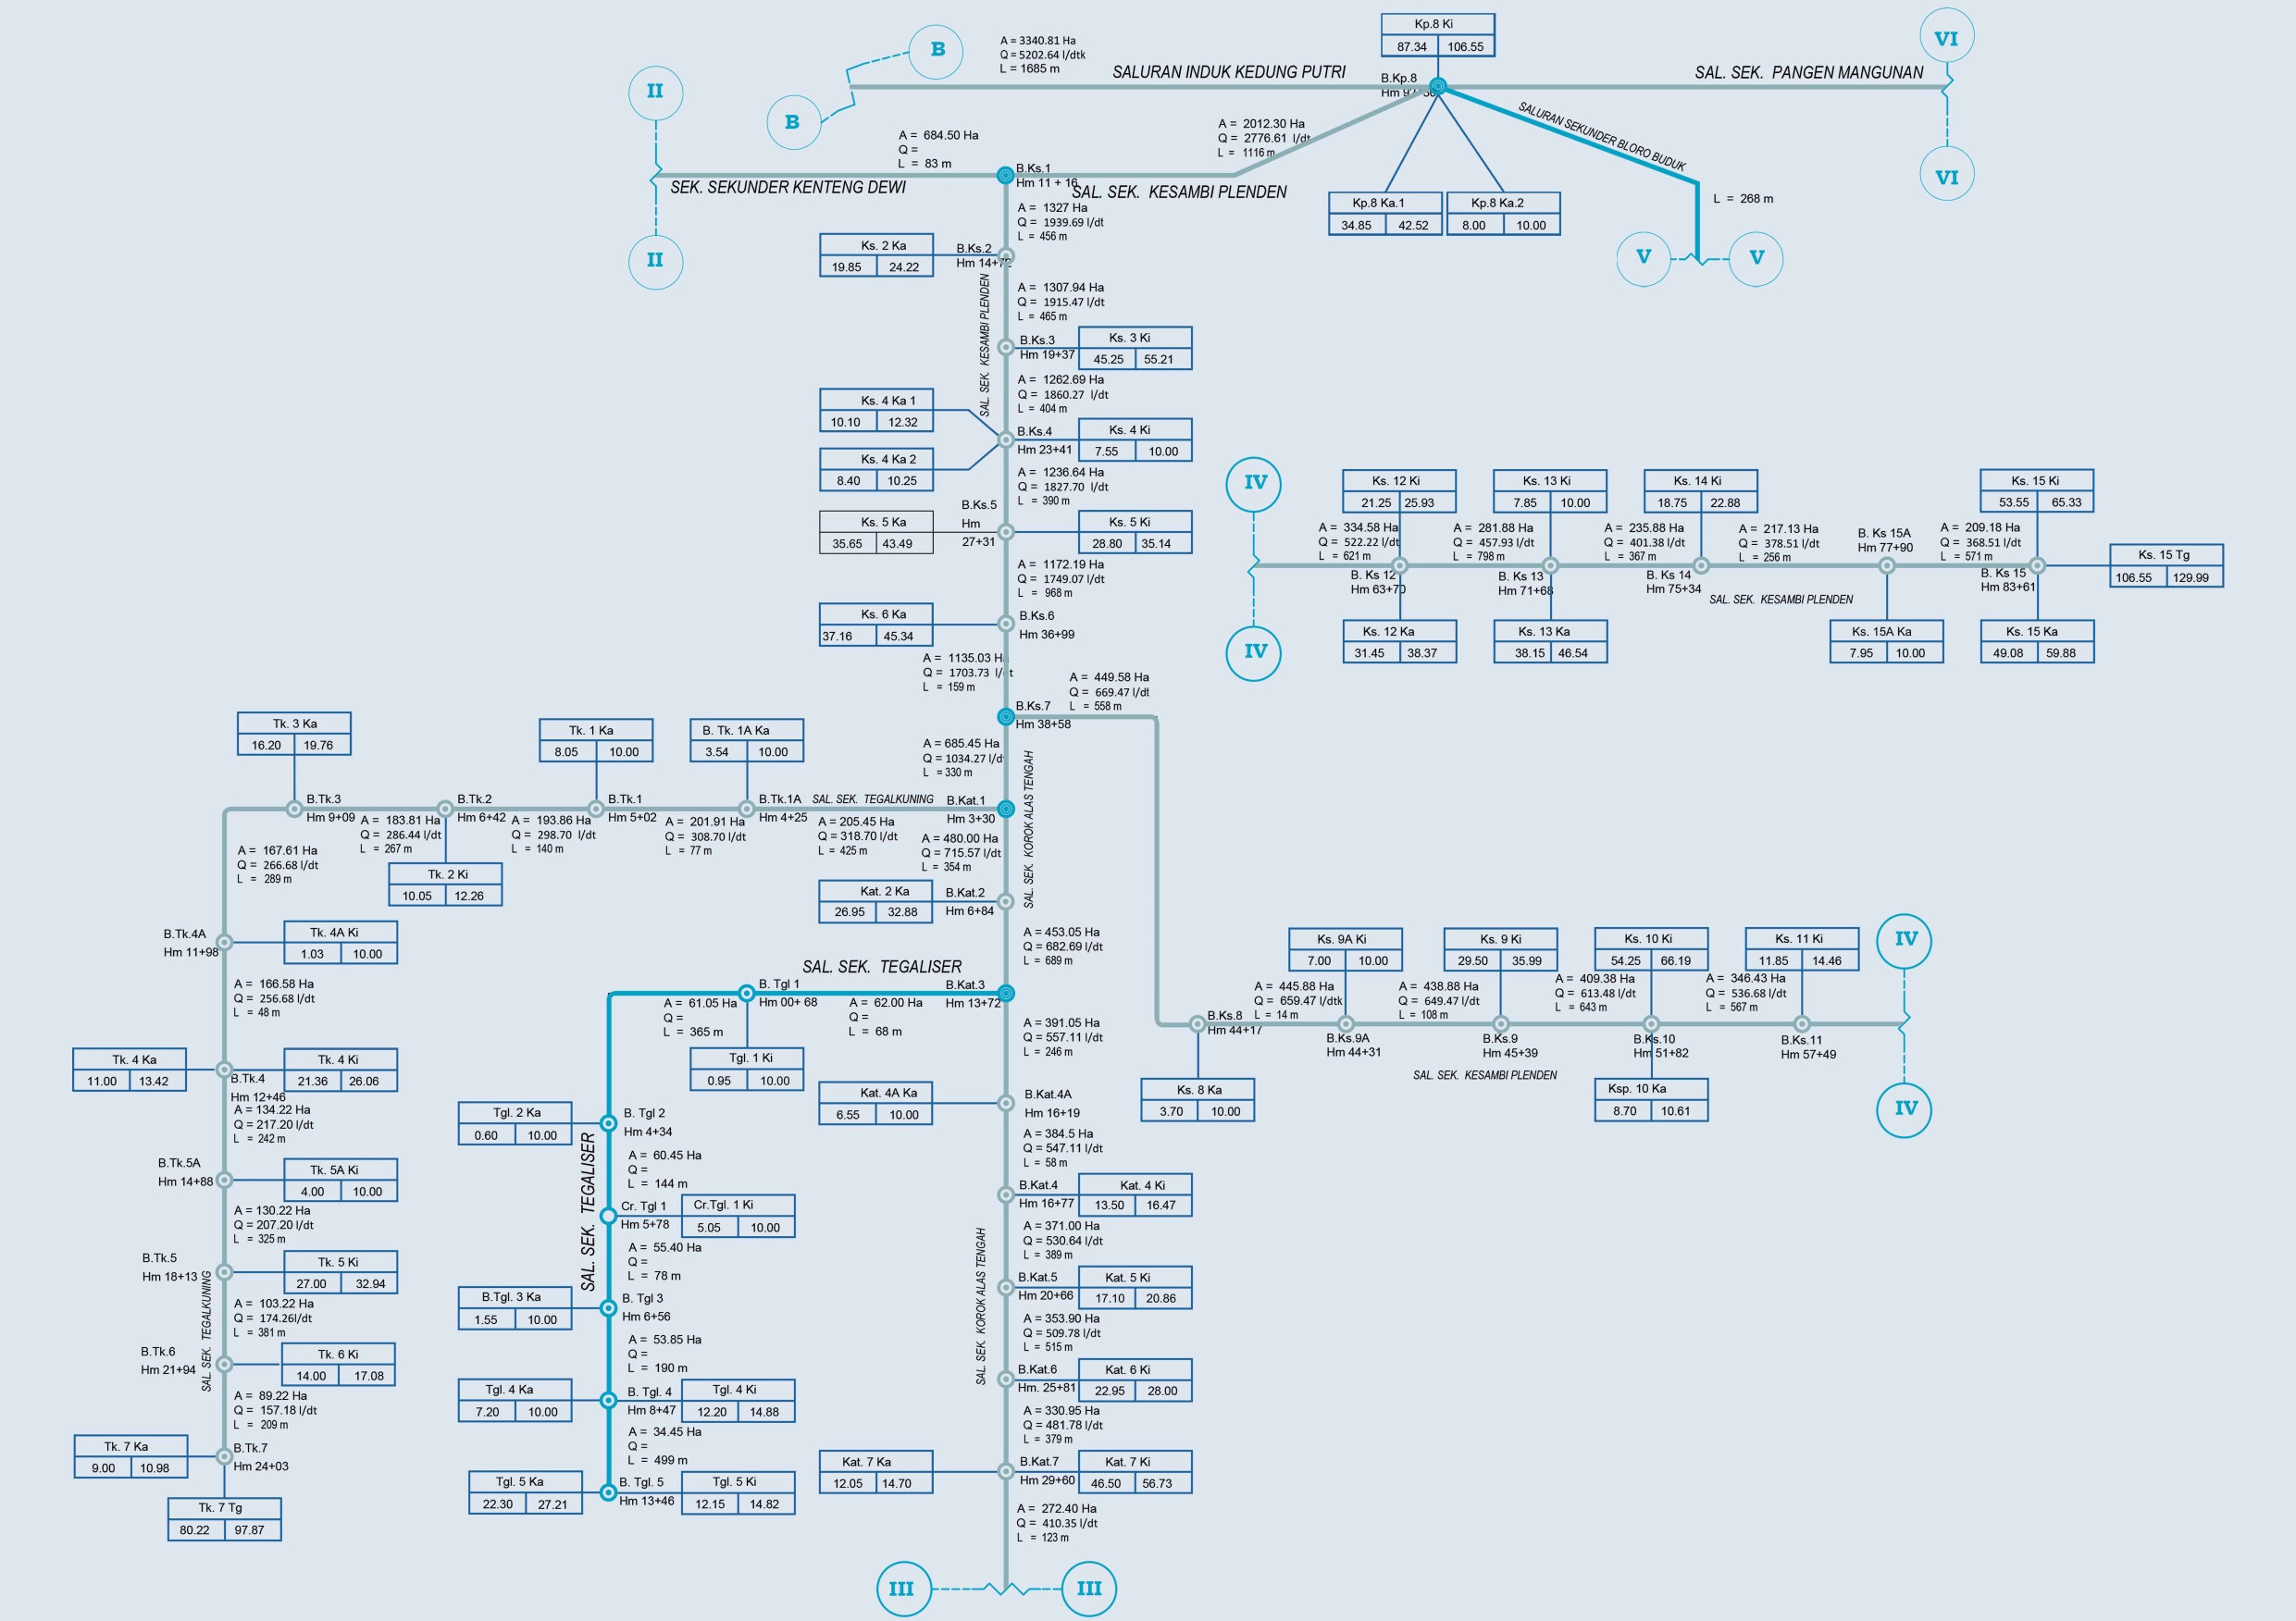 Kp.8 Ki
87.34 106.55
B
B
A = 3340.81 Ha
Q = 5202.64 l/dtk
L = 1685 m
SALURAN INDUK KEDUNG PUTRI
B.Kp.8
SAL. SEK. PANGEN MANGUNAN
VI
VI
II
II
A = 684.50 Ha
Q =
L = 83 m
SEK. SEKUNDER KENTENG DEWI
A = 2012.30 Ha
Q = 2776.61 l/dt
L = 1116 m
SALURAN SEKUNDER BLORO BUDUK
L = 268 m
V
V
Kp.8 Ka.1
34.85 42.52
Kp.8 Ka.2
8.00 10.00
B.Ks.1
Hm 11 + 16
SAL. SEK. KESAMBI PLENDEN
A = 1327 Ha
Q = 1939.69 l/dt
L = 456 m
Ks. 2 Ka
19.85 24.22
B.Ks.2
Hm 14+72
SAL. SEK. KESAMBI PLENDEN
A = 1307.94 Ha
Q = 1915.47 l/dt
L = 465 m
B.Ks.3
Hm 19+37
Ks. 3 Ki
45.25 55.21
A = 1262.69 Ha
Q = 1860.27 l/dt
L = 404 m
Ks. 4 Ka 1
10.10 12.32
Ks. 4 Ka 2
8.40 10.25
B.Ks.4
Hm 23+41
Ks. 4 Ki
7.55 10.00
A = 1236.64 Ha
Q = 1827.70 l/dt
L = 390 m
B.Ks.5
Hm
27+31
Ks. 5 Ka
35.65 43.49
Ks. 5 Ki
28.80 35.14
A = 1172.19 Ha
Q = 1749.07 l/dt
L = 968 m
Ks. 6 Ka
37.16 45.34
B.Ks.6
Hm 36+99
A = 1135.03 H
Q = 1703.73 l/dt
L = 159 m
IV
IV
Ks. 12 Ki
21.25 25.93
Ks. 13 Ki
7.85 10.00
Ks. 14 Ki
18.75 22.88
Ks. 15 Ki
53.55 65.33
A = 334.58 Ha
Q = 522.22 l/dt
L = 621 m
A = 281.88 Ha
Q = 457.93 l/dt
L = 798 m
A = 235.88 Ha
Q = 401.38 l/dt
L = 367 m
A = 217.13 Ha
Q = 378.51 l/dt
L = 256 m
B. Ks 15A
Hm 77+90
A = 209.18 Ha
Q = 368.51 l/dt
L = 571 m
Ks. 15 Tg
106.55 129.99
B. Ks 12
Hm 63+70
B. Ks 13
Hm 71+68
B. Ks 14
Hm 75+34
B. Ks 15
Hm 83+61
SAL. SEK. KESAMBI PLENDEN
Ks. 12 Ka
31.45 38.37
Ks. 13 Ka
38.15 46.54
Ks. 15A Ka
7.95 10.00
Ks. 15 Ka
49.08 59.88
A = 449.58 Ha
Q = 669.47 l/dt
L = 558 m
B.Ks.7
Hm 38+58
A = 685.45 Ha
Q = 1034.27 l/dt
L = 330 m
SAL. SEK. KOROK ALAS TENGAH
Tk. 3 Ka
16.20 19.76
Tk. 1 Ka
8.05 10.00
B. Tk. 1A Ka
3.54 10.00
B.Tk.3
Hm 9+09
B.Tk.2
Hm 6+42
B.Tk.1
Hm 5+02
B.Tk.1A
Hm 4+25
SAL. SEK. TEGALKUNING
B.Kat.1
Hm 3+30
A = 183.81 Ha
Q = 286.44 l/dt
L = 267 m
A = 193.86 Ha
Q = 298.70 l/dt
L = 140 m
A = 201.91 Ha
Q = 308.70 l/dt
L = 77 m
A = 205.45 Ha
Q = 318.70 l/dt
L = 425 m
A = 480.00 Ha
Q = 715.57 l/dt
L = 354 m
A = 167.61 Ha
Q = 266.68 l/dt
L = 289 m
Tk. 2 Ki
10.05 12.26
Kat. 2 Ka
26.95 32.88
B.Kat.2
Hm 6+84
A = 453.05 Ha
Q = 682.69 l/dt
L = 689 m
B.Tk.4A
Hm 11+98
Tk. 4A Ki
1.03 10.00
A = 166.58 Ha
Q = 256.68 l/dt
L = 48 m
SAL. SEK. TEGALISER
B. Tgl 1
Hm 00+ 68
B.Kat.3
Hm 13+72
A = 61.05 Ha
Q =
L = 365 m
A = 62.00 Ha
Q =
L = 68 m
Tgl. 1 Ki
0.95 10.00
A = 391.05 Ha
Q = 557.11 l/dt
L = 246 m
Ks. 9A Ki
7.00 10.00
Ks. 9 Ki
29.50 35.99
Ks. 10 Ki
54.25 66.19
Ks. 11 Ki
11.85 14.46
IV
IV
A = 445.88 Ha
Q = 659.47 l/dtk
L = 14 m
A = 438.88 Ha
Q = 649.47 l/dt
L = 108 m
A = 409.38 Ha
Q = 613.48 l/dt
L = 643 m
A = 346.43 Ha
Q = 536.68 l/dt
L = 567 m
B.Ks.8
Hm 44+17
B.Ks.9A
Hm 44+31
B.Ks.9
Hm 45+39
B.Ks.10
Hm 51+82
B.Ks.11
Hm 57+49
SAL. SEK. KESAMBI PLENDEN
Ks. 8 Ka
3.70 10.00
Ksp. 10 Ka
8.70 10.61
Tk. 4 Ka
11.00 13.42
Tk. 4 Ki
21.36 26.06
B.Tk.4
Hm 12+46
A = 134.22 Ha
Q = 217.20 l/dt
L = 242 m
Kat. 4A Ka
6.55 10.00
B.Kat.4A
Hm 16+19
Tgl. 2 Ka
0.60 10.00
B. Tgl 2
Hm 4+34
SAL. SEK. TEGALISER
A = 60.45 Ha
Q =
L = 144 m
A = 384.5 Ha
Q = 547.11 l/dt
L = 58 m
B.Tk.5A
Hm 14+88
Tk. 5A Ki
4.00 10.00
Cr. Tgl 1
Hm 5+78
Cr.Tgl. 1 Ki
5.05 10.00
B.Kat.4
Hm 16+77
Kat. 4 Ki
13.50 16.47
A = 130.22 Ha
Q = 207.20 l/dt
L = 325 m
A = 55.40 Ha
Q =
L = 78 m
A = 371.00 Ha
Q = 530.64 l/dt
L = 389 m
SAL. SEK. KOROK ALAS TENGAH
B.Tk.5
Hm 18+13
Tk. 5 Ki
27.00 32.94
SAL. SEK. TEGALKUNING
B.Tgl. 3 Ka
1.55 10.00
B. Tgl 3
Hm 6+56
B.Kat.5
Hm 20+66
Kat. 5 Ki
17.10 20.86
A = 103.22 Ha
Q = 174.26l/dt
L = 381 m
A = 53.85 Ha
Q =
L = 190 m
A = 353.90 Ha
Q = 509.78 l/dt
L = 515 m
B.Tk.6
Hm 21+94
Tk. 6 Ki
14.00 17.08
Tgl. 4 Ka
7.20 10.00
B. Tgl. 4
Hm 8+47
Tgl. 4 Ki
12.20 14.88
B.Kat.6
Hm. 25+81
Kat. 6 Ki
22.95 28.00
A = 89.22 Ha
Q = 157.18 l/dt
L = 209 m
A = 34.45 Ha
Q =
L = 499 m
A = 330.95 Ha
Q = 481.78 l/dt
L = 379 m
Tk. 7 Ka
9.00 10.98
B.Tk.7
Hm 24+03
Tk. 7 Tg
80.22 97.87
Tgl. 5 Ka
22.30 27.21
B. Tgl. 5
Hm 13+46
Tgl. 5 Ki
12.15 14.82
Kat. 7 Ka
12.05 14.70
B.Kat.7
Hm 29+60
Kat. 7 Ki
46.50 56.73
A = 272.40 Ha
Q = 410.35 l/dt
L = 123 m
III
III